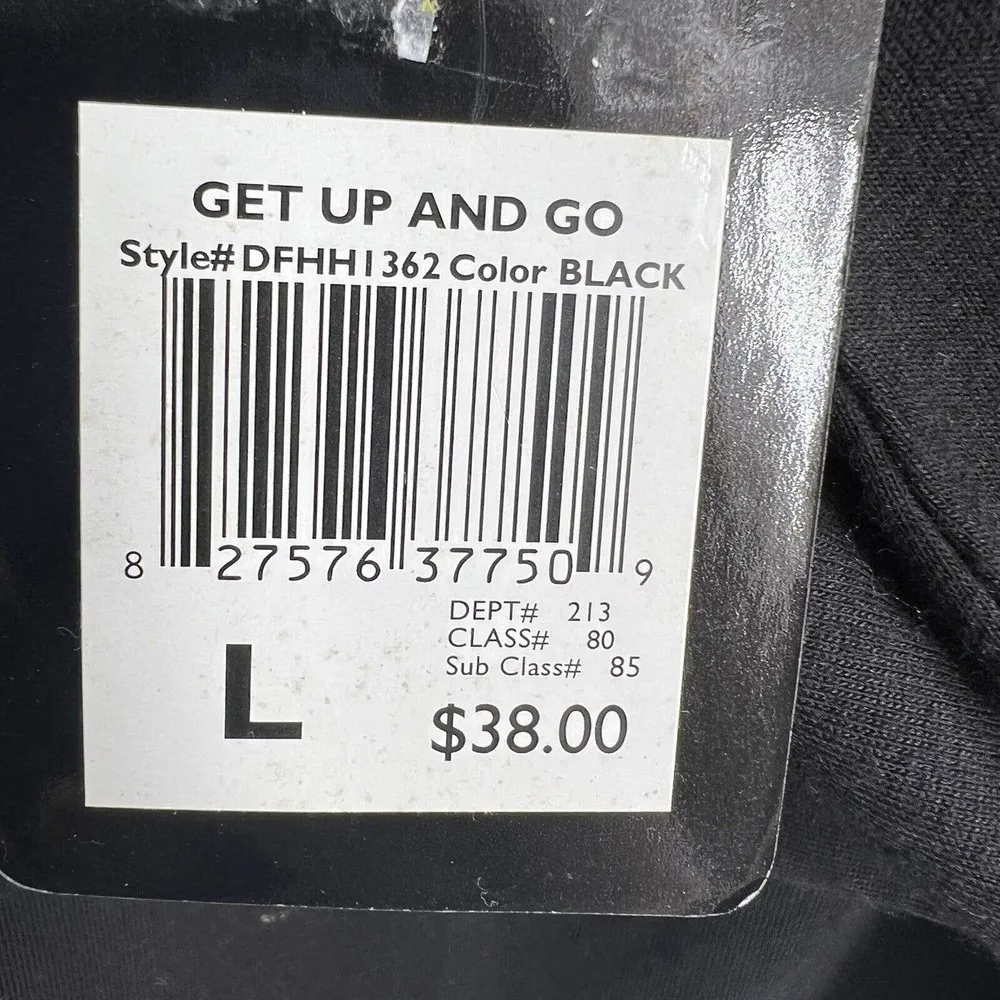 GET UP AND GO
Style# DFHH1362 Color BLACK
8 27576 37750 9
DEPT# 213
CLASS# 80
Sub Class# 85
L $38.00